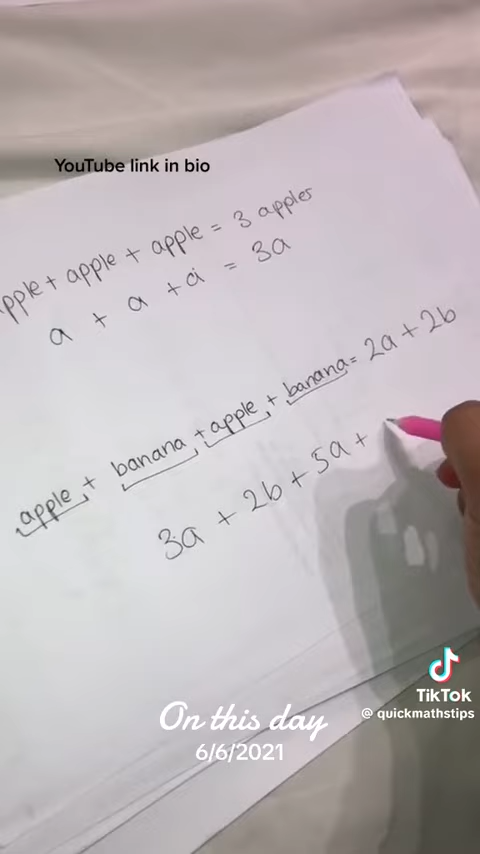 YouTube link in bio
pple + apple + apple = 3 apples
a + a + a = 3a
apple + banana + apple + banana = 2a + 2b
3a + 2b + 5a +
TikTok
@ quickmathstips
On this day
6/6/2021